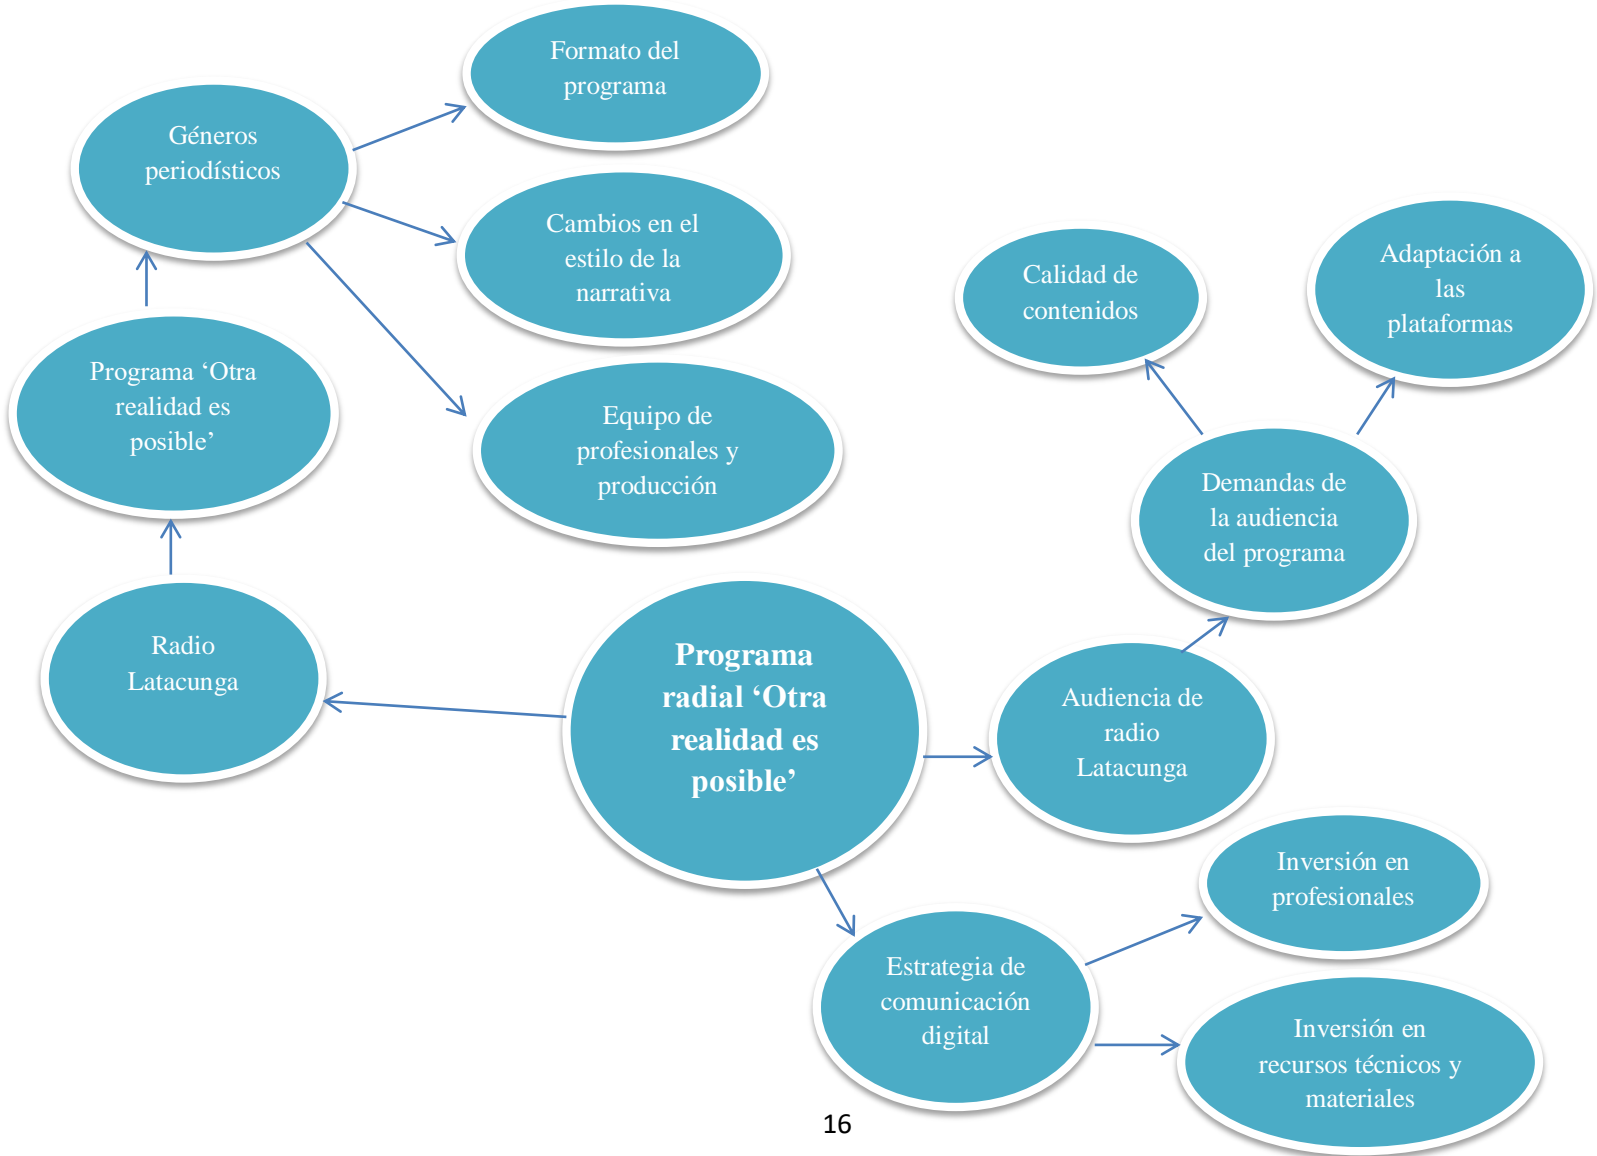 Formato del
programa
Géneros
periodísticos
Cambios en el
estilo de la
narrativa
Programa ‘Otra
realidad es
posible’
Equipo de
profesionales y
producción
Radio
Latacunga
Programa
radial ‘Otra
realidad es
posible’
Calidad de
contenidos
Adaptación a
las
plataformas
Demandas de
la audiencia
del programa
Audiencia de
radio
Latacunga
Inversión en
profesionales
Estrategia de
comunicación
digital
Inversión en
recursos técnicos y
materiales
16